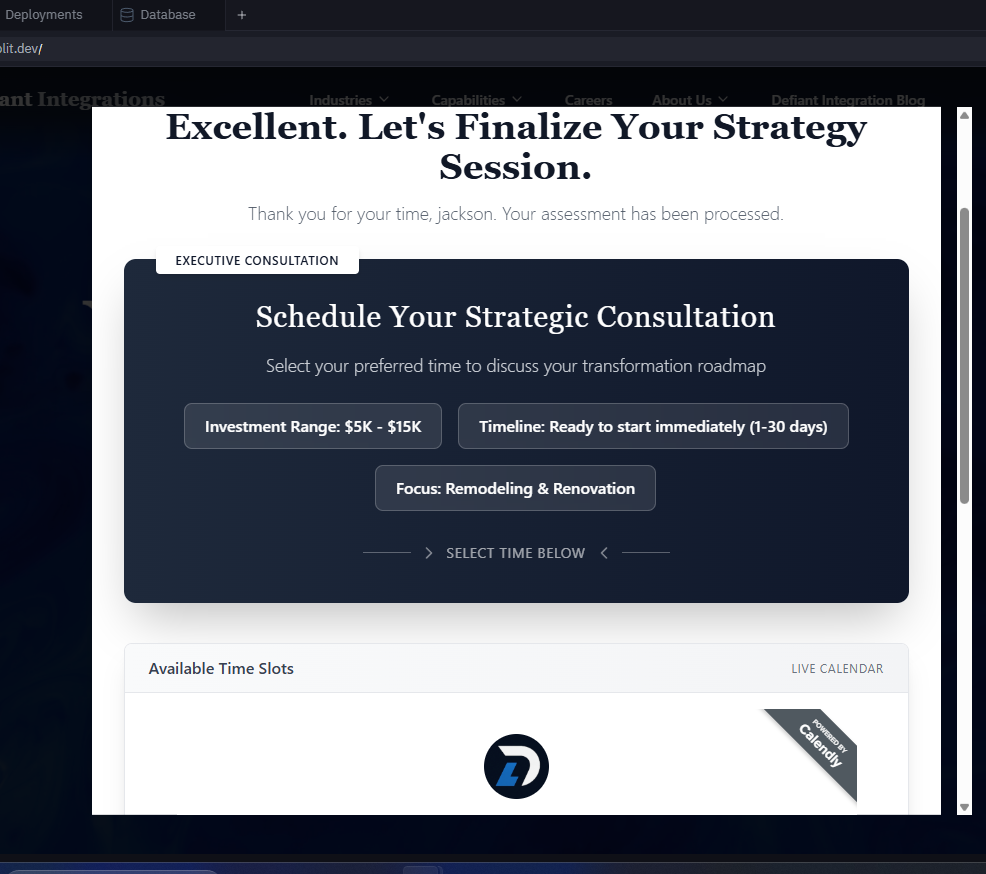 Deployments
Database
+
lit.dev/
ant Integrations
Industries
Capabilities
Careers
About Us
Defiant Integration Blog
Excellent. Let's Finalize Your Strategy
Session.
Thank you for your time, jackson. Your assessment has been processed.
EXECUTIVE CONSULTATION
Schedule Your Strategic Consultation
Select your preferred time to discuss your transformation roadmap
Investment Range: $5K - $15K
Timeline: Ready to start immediately (1-30 days)
Focus: Remodeling & Renovation
SELECT TIME BELOW
Available Time Slots
LIVE CALENDAR
POWERED BY
Calendly